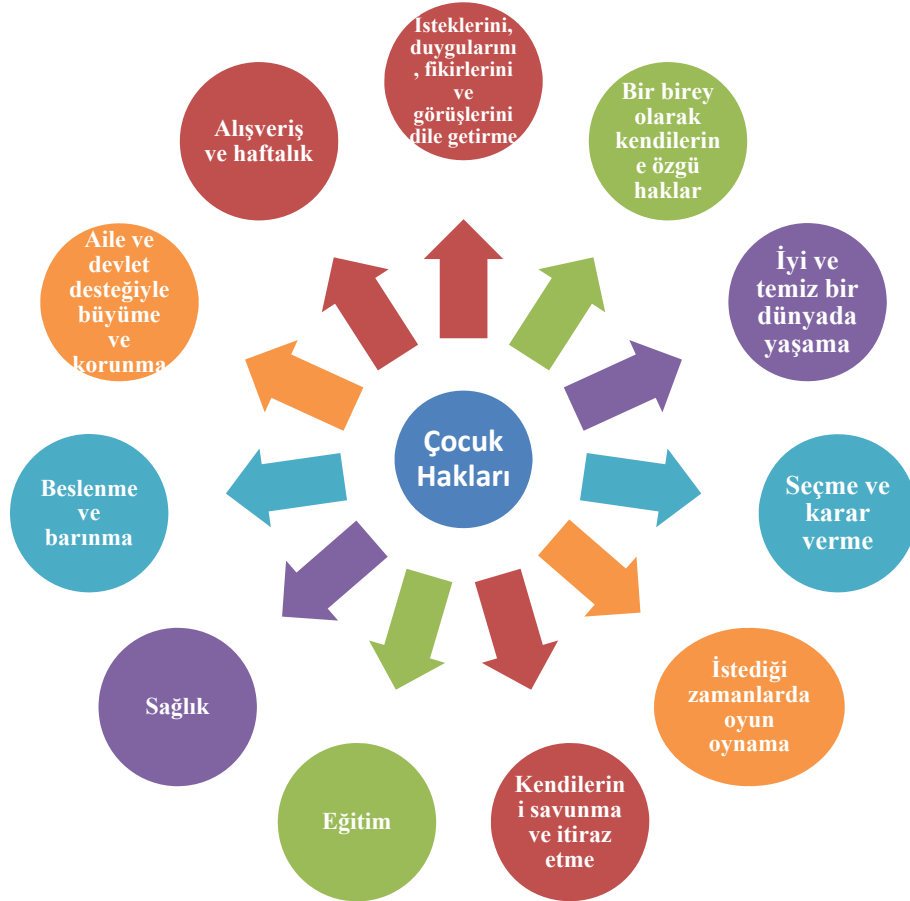 İsteklerini,
duygularını
, fikirlerini
ve
görüşlerini
dile getirme
Bir birey
olarak
kendilerin
e özgü
haklar
İyi ve
temiz bir
dünyada
yaşama
Seçme ve
karar
verme
İstediği
zamanlarda
oyun
oynama
Kendilerin
i savunma
ve itiraz
etme
Eğitim
Sağlık
Beslenme
ve
barınma
Aile ve
devlet
desteğiyle
büyüme
ve
korunma
Alışveriş
ve haftalık
Çocuk
Hakları